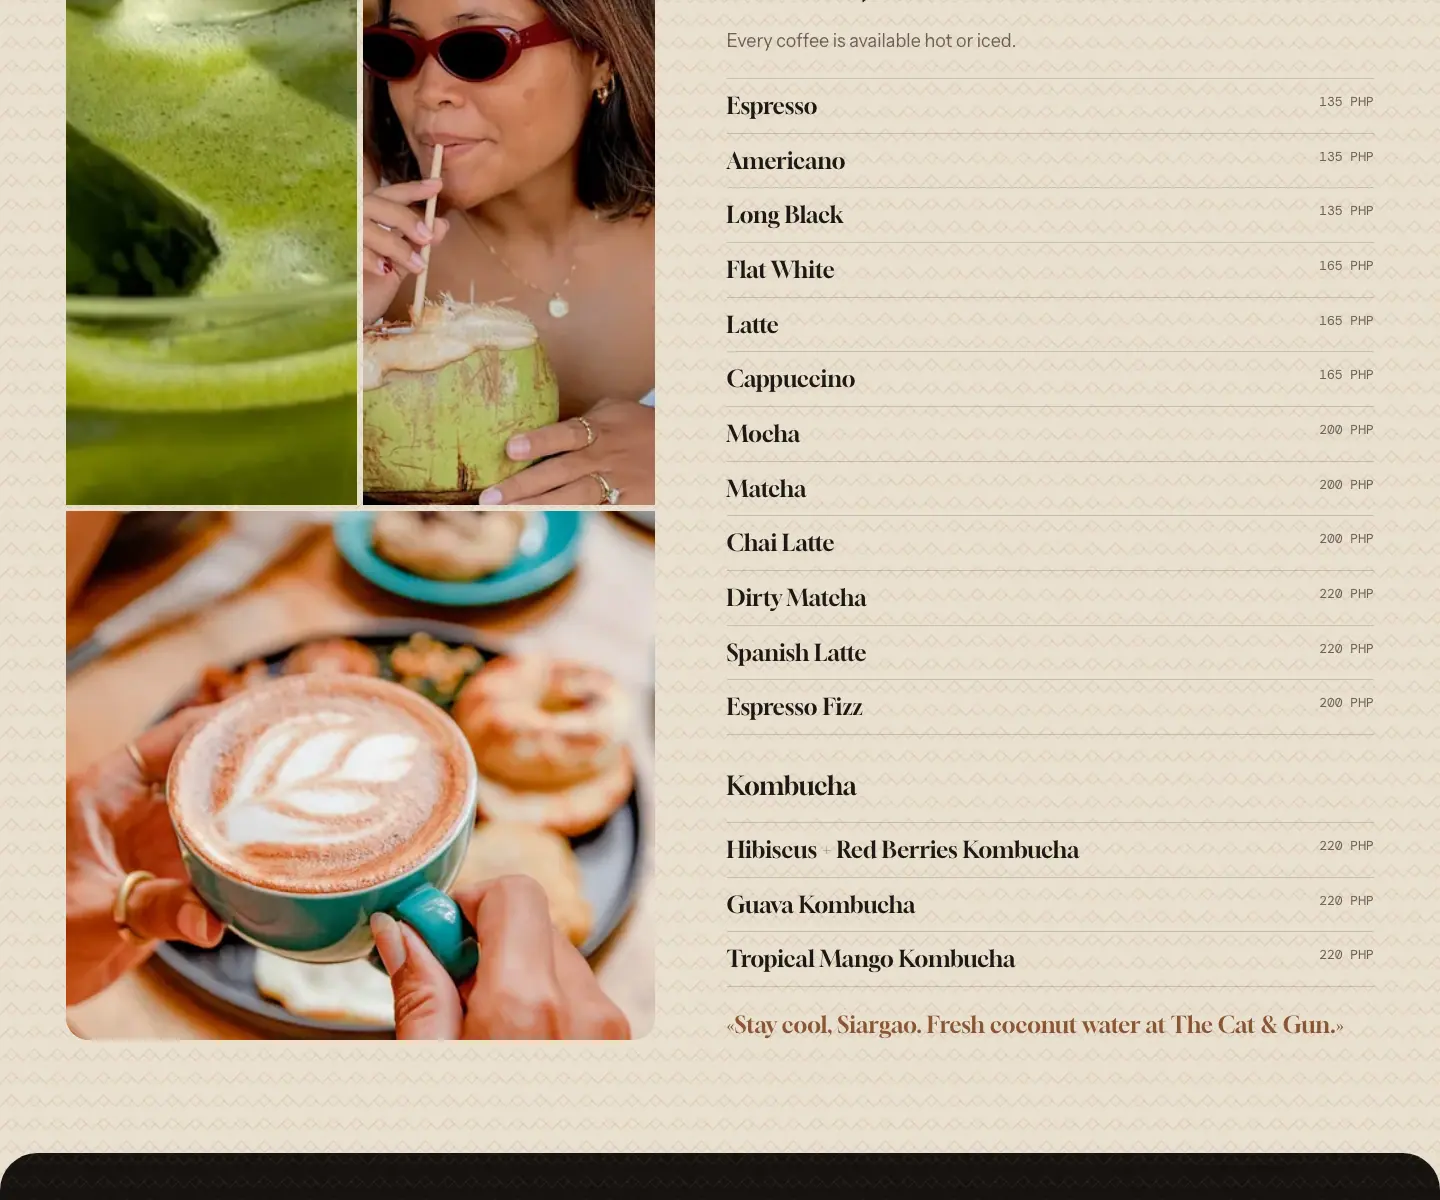 Every coffee is available hot or iced.
Espresso 135 PHP
Americano 135 PHP
Long Black 135 PHP
Flat White 165 PHP
Latte 165 PHP
Cappuccino 165 PHP
Mocha 200 PHP
Matcha 200 PHP
Chai Latte 200 PHP
Dirty Matcha 220 PHP
Spanish Latte 220 PHP
Espresso Fizz 200 PHP
Kombucha
Hibiscus + Red Berries Kombucha 220 PHP
Guava Kombucha 220 PHP
Tropical Mango Kombucha 220 PHP
«Stay cool, Siargao. Fresh coconut water at The Cat & Gun.»